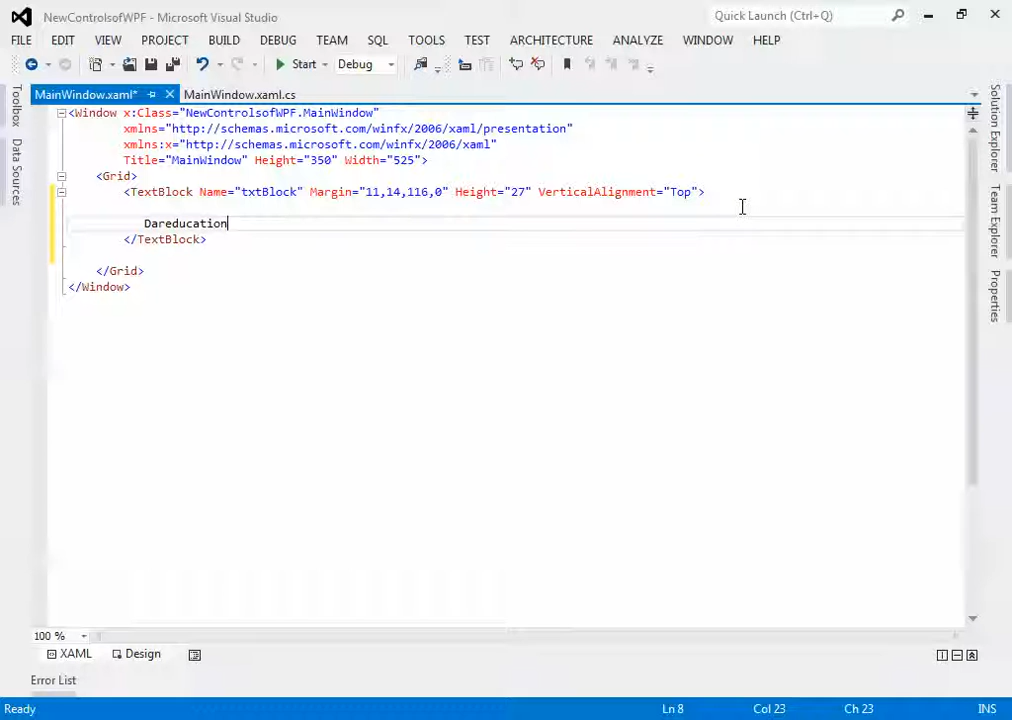 NewControlsofWPF - Microsoft Visual Studio
Quick Launch (Ctrl+Q)
FILE EDIT VIEW PROJECT BUILD DEBUG TEAM SQL TOOLS TEST ARCHITECTURE ANALYZE WINDOW HELP
Start Debug
Toolbox
Data Sources
MainWindow.xaml* MainWindow.xaml.cs
<Window x:Class="NewControlsofWPF.MainWindow"
xmlns="http://schemas.microsoft.com/winfx/2006/xaml/presentation"
xmlns:x="http://schemas.microsoft.com/winfx/2006/xaml"
Title="MainWindow" Height="350" Width="525">
<Grid>
<TextBlock Name="txtBlock" Margin="11,14,116,0" Height="27" VerticalAlignment="Top">
Dareducation
</TextBlock>
</Grid>
</Window>
Solution Explorer
Team Explorer
Properties
100 %
XAML Design
Error List
Ready Ln 8 Col 23 Ch 23 INS